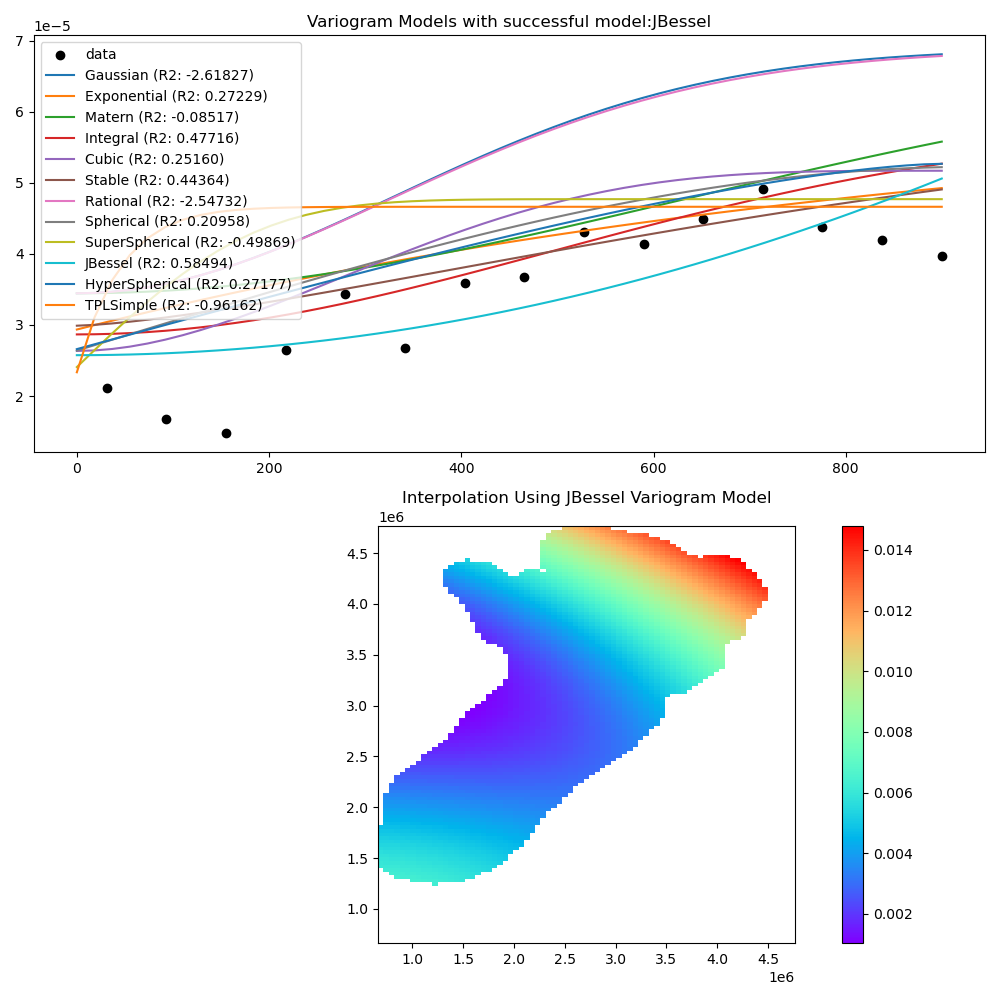 Variogram Models with successful model:JBessel
1e−5
7
6
5
4
3
2
data
Gaussian (R2: -2.61827)
Exponential (R2: 0.27229)
Matern (R2: -0.08517)
Integral (R2: 0.47716)
Cubic (R2: 0.25160)
Stable (R2: 0.44364)
Rational (R2: -2.54732)
Spherical (R2: 0.20958)
SuperSpherical (R2: -0.49869)
JBessel (R2: 0.58494)
HyperSpherical (R2: 0.27177)
TPLSimple (R2: -0.96162)
0 200 400 600 800
Interpolation Using JBessel Variogram Model
1e6
4.5
4.0
3.5
3.0
2.5
2.0
1.5
1.0
1.0 1.5 2.0 2.5 3.0 3.5 4.0 4.5
1e6
0.014
0.012
0.010
0.008
0.006
0.004
0.002